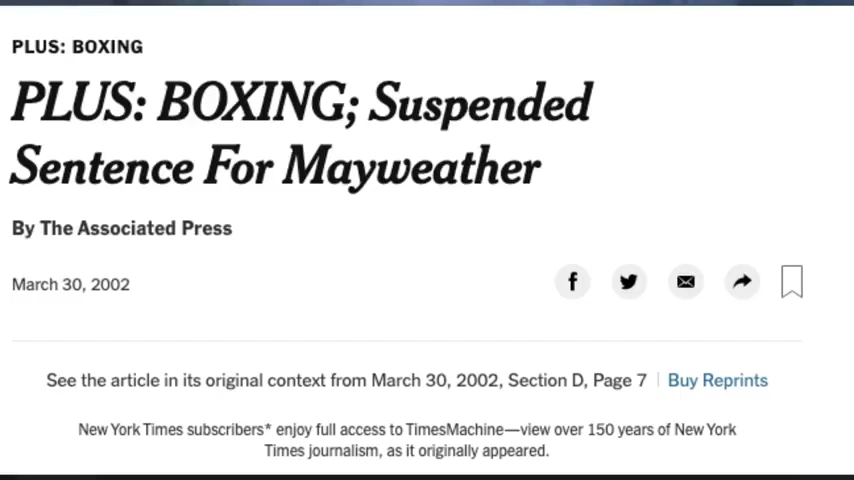 PLUS: BOXING
PLUS: BOXING; Suspended
Sentence For Mayweather
By The Associated Press
March 30, 2002
See the article in its original context from March 30, 2002, Section D, Page 7 | Buy Reprints
New York Times subscribers* enjoy full access to TimesMachine—view over 150 years of New York
Times journalism, as it originally appeared.